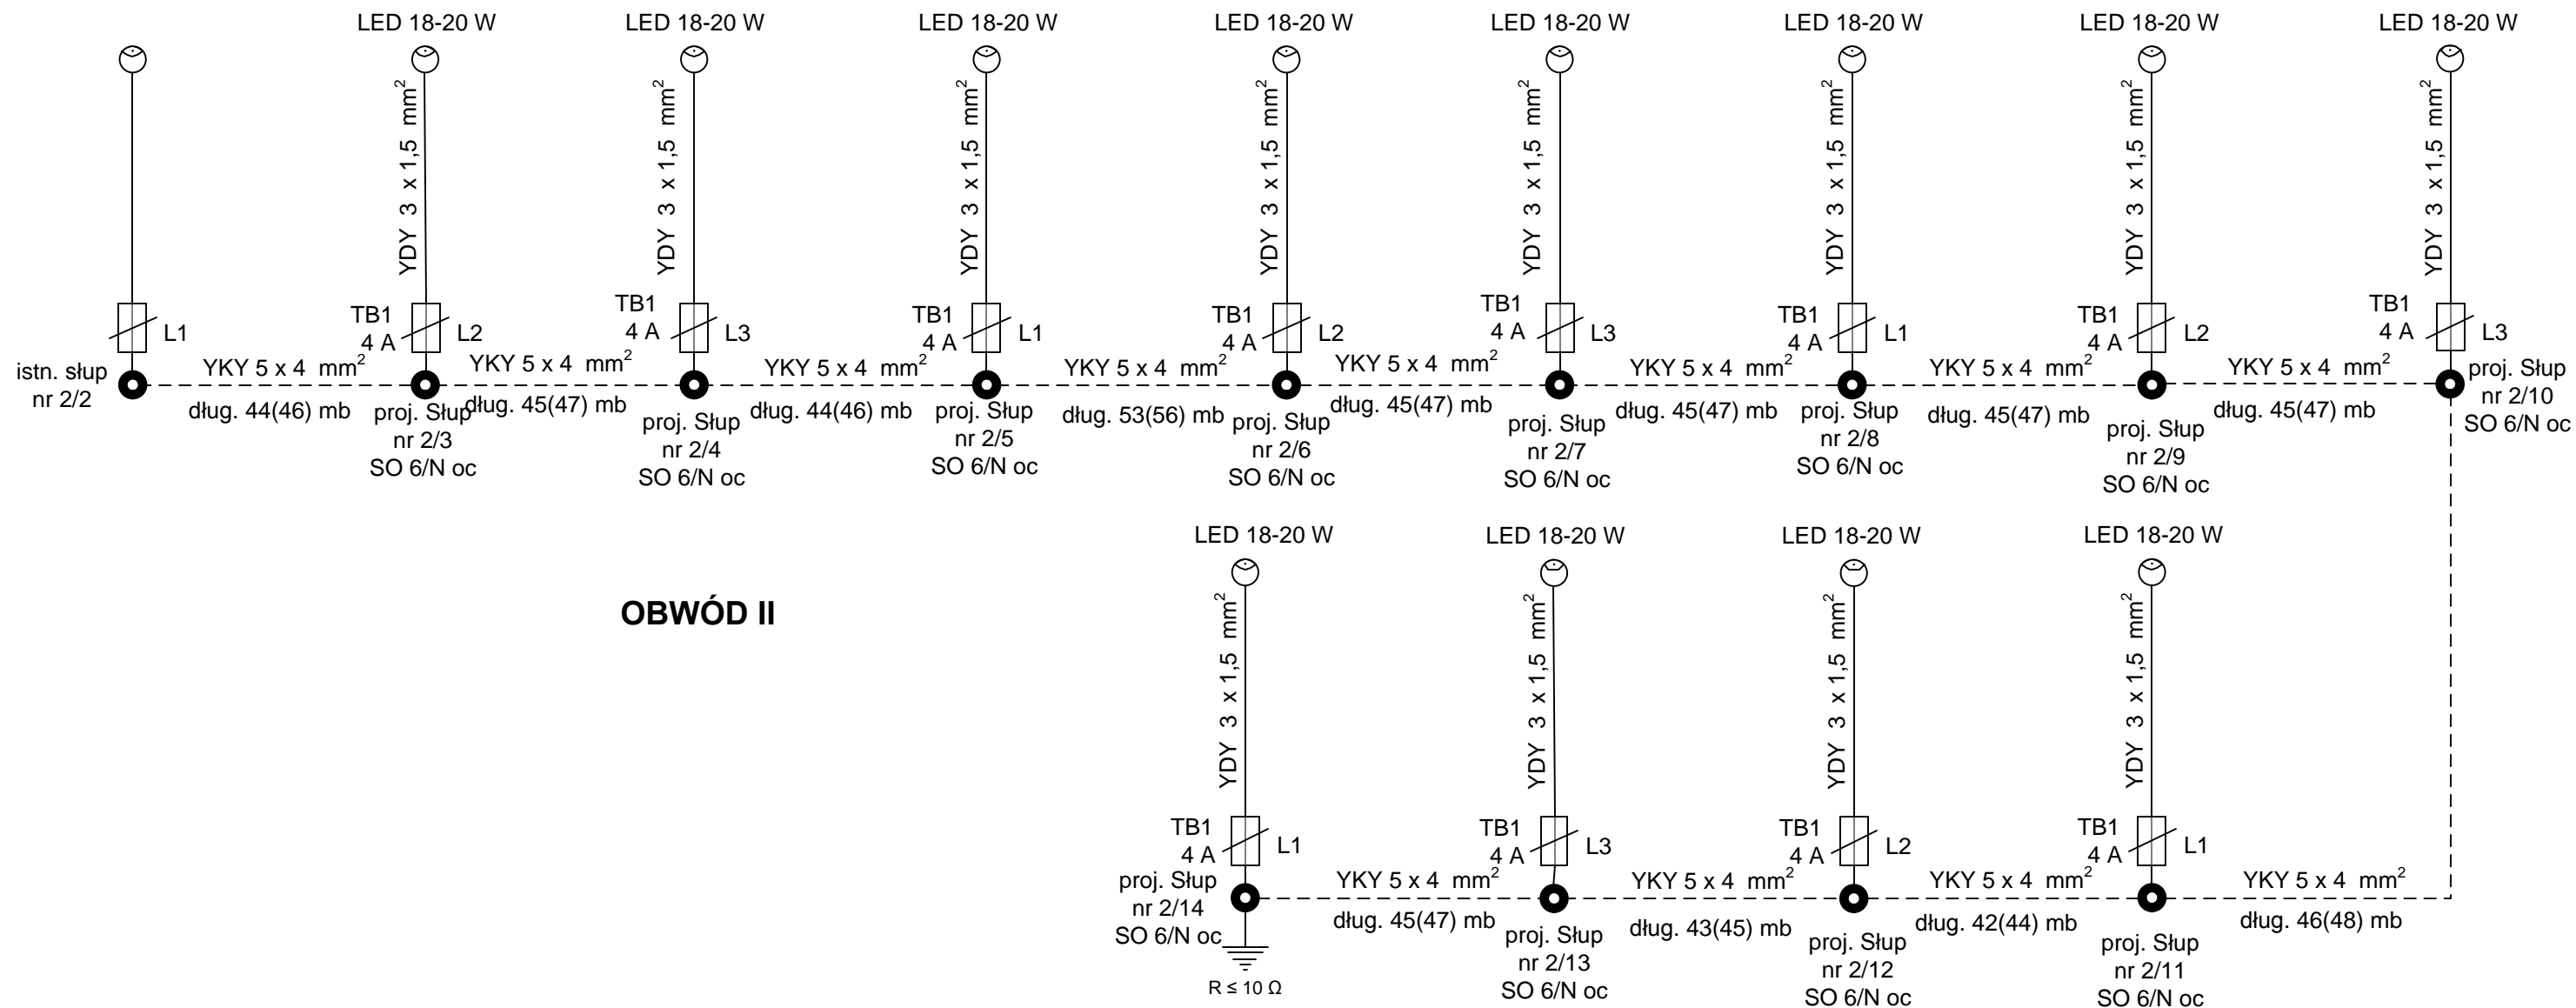 LED 18-20 W
LED 18-20 W
LED 18-20 W
LED 18-20 W
LED 18-20 W
LED 18-20 W
LED 18-20 W
LED 18-20 W
YDY 3 x 1,5 mm²
YDY 3 x 1,5 mm²
YDY 3 x 1,5 mm²
YDY 3 x 1,5 mm²
YDY 3 x 1,5 mm²
YDY 3 x 1,5 mm²
YDY 3 x 1,5 mm²
YDY 3 x 1,5 mm²
L1
TB1
4 A
L2
TB1
4 A
L3
TB1
4 A
L1
TB1
4 A
L2
TB1
4 A
L3
TB1
4 A
L1
TB1
4 A
L2
TB1
4 A
L3
istn. słup
nr 2/2
YKY 5 x 4 mm²
dług. 44(46) mb
proj. Słup
nr 2/3
SO 6/N oc
YKY 5 x 4 mm²
dług. 45(47) mb
proj. Słup
nr 2/4
SO 6/N oc
YKY 5 x 4 mm²
dług. 44(46) mb
proj. Słup
nr 2/5
SO 6/N oc
YKY 5 x 4 mm²
dług. 53(56) mb
proj. Słup
nr 2/6
SO 6/N oc
YKY 5 x 4 mm²
dług. 45(47) mb
proj. Słup
nr 2/7
SO 6/N oc
YKY 5 x 4 mm²
dług. 45(47) mb
proj. Słup
nr 2/8
SO 6/N oc
YKY 5 x 4 mm²
dług. 45(47) mb
proj. Słup
nr 2/9
SO 6/N oc
YKY 5 x 4 mm²
dług. 45(47) mb
proj. Słup
nr 2/10
SO 6/N oc
OBWÓD II
LED 18-20 W
LED 18-20 W
LED 18-20 W
LED 18-20 W
YDY 3 x 1,5 mm²
YDY 3 x 1,5 mm²
YDY 3 x 1,5 mm²
YDY 3 x 1,5 mm²
TB1
4 A
L1
TB1
4 A
L3
TB1
4 A
L2
TB1
4 A
L1
proj. Słup
nr 2/14
SO 6/N oc
R ≤ 10 Ω
YKY 5 x 4 mm²
dług. 45(47) mb
proj. Słup
nr 2/13
SO 6/N oc
YKY 5 x 4 mm²
dług. 43(45) mb
proj. Słup
nr 2/12
SO 6/N oc
YKY 5 x 4 mm²
dług. 42(44) mb
proj. Słup
nr 2/11
SO 6/N oc
YKY 5 x 4 mm²
dług. 46(48) mb